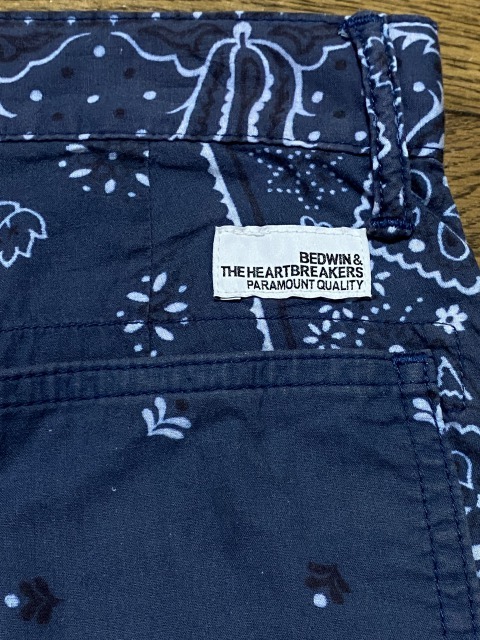 BEDWIN &
THE HEARTBREAKERS
PARAMOUNT QUALITY